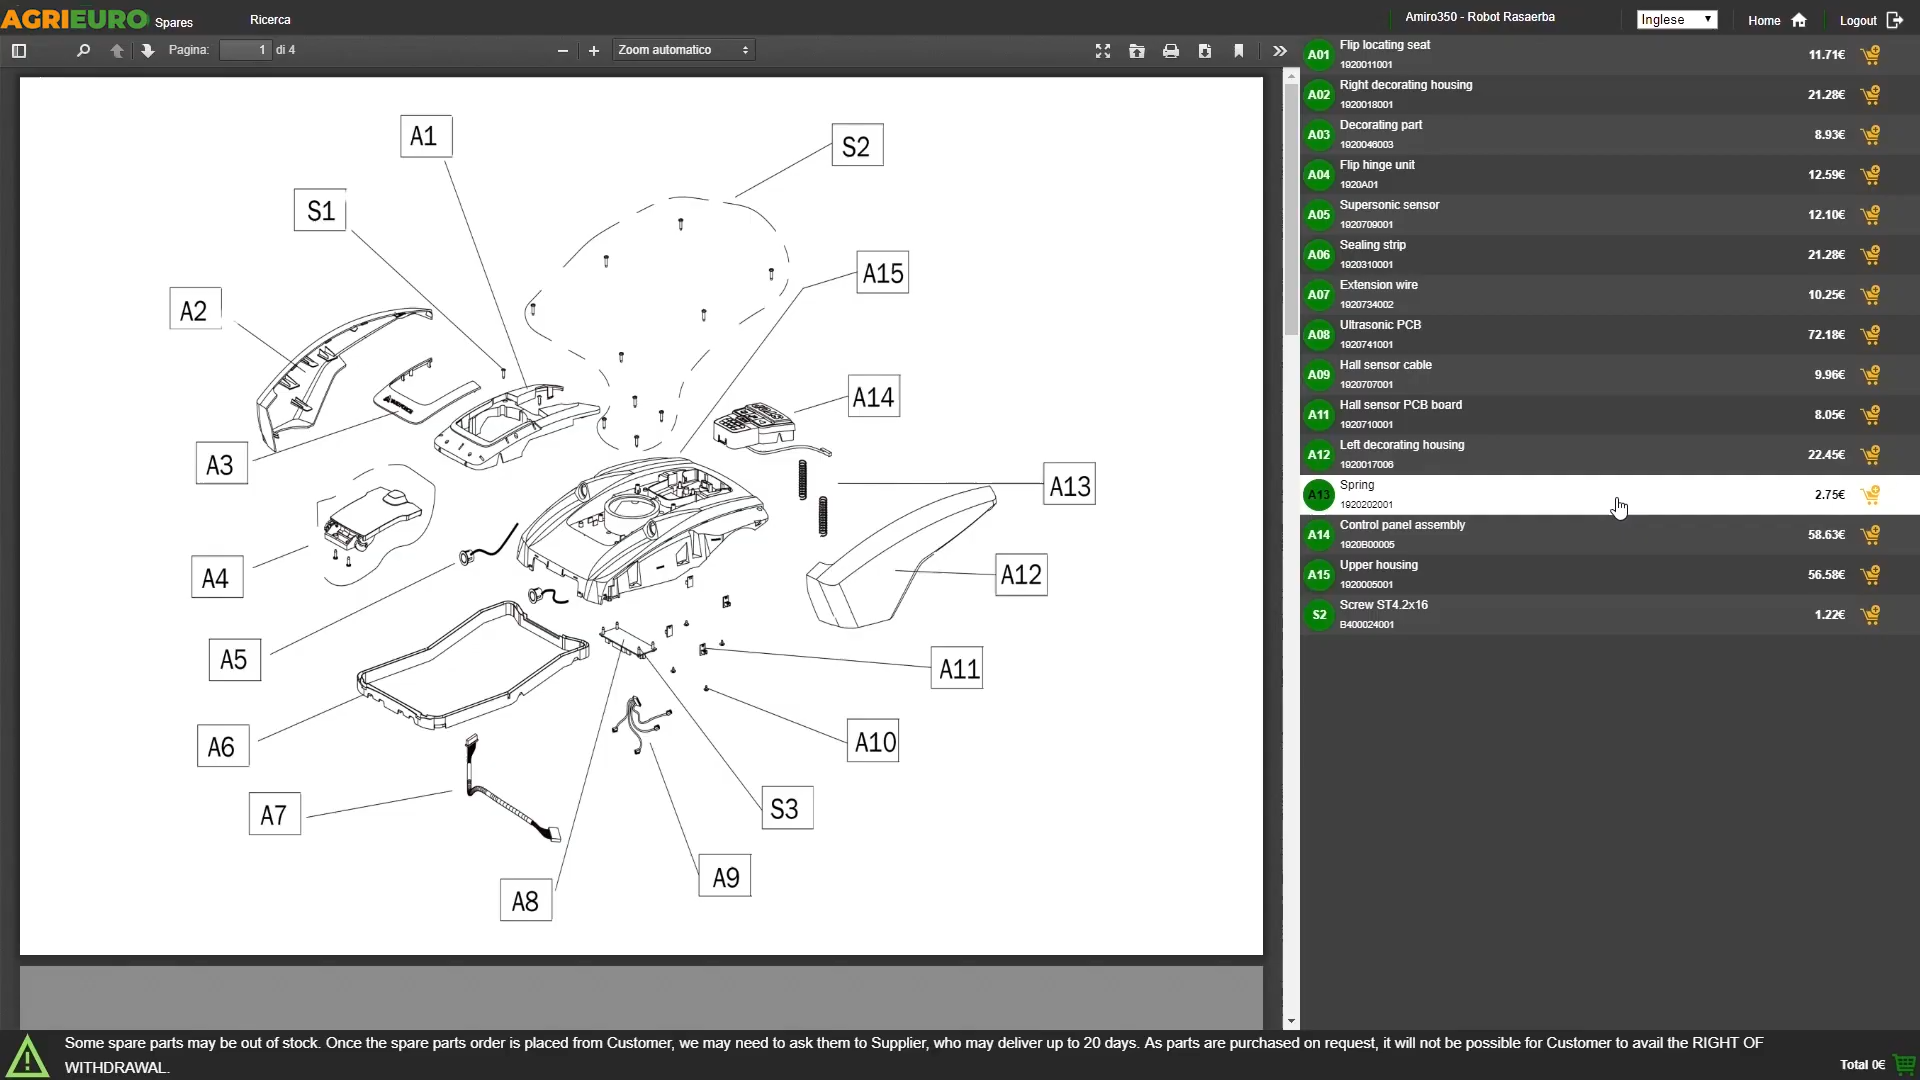 AGRIEURO Spares
Ricerca
Amiro350 - Robot Rasaerba
Inglese
Home
Logout
Pagina: 1 di 4
Zoom automatico
A1
S2
S1
A15
A2
A14
A3
A13
A4
A12
A5
A11
A6
A10
A7
S3
A9
A8
A01 Flip locating seat
1920011001
11.71€
A02 Right decorating housing
1920018001
21.28€
A03 Decorating part
1920046003
8.93€
A04 Flip hinge unit
1920A01
12.59€
A05 Supersonic sensor
1920709001
12.10€
A06 Sealing strip
1920310001
21.28€
A07 Extension wire
1920734002
10.25€
A08 Ultrasonic PCB
1920741001
72.18€
A09 Hall sensor cable
1920707001
9.96€
A11 Hall sensor PCB board
1920710001
8.05€
A12 Left decorating housing
1920017006
22.45€
A13 Spring
1920202001
2.75€
A14 Control panel assembly
1920B00005
58.63€
A15 Upper housing
1920005001
56.58€
S2 Screw ST4.2x16
B400024001
1.22€
Some spare parts may be out of stock. Once the spare parts order is placed from Customer, we may need to ask them to Supplier, who may deliver up to 20 days. As parts are purchased on request, it will not be possible for Customer to avail the RIGHT OF
WITHDRAWAL.
Total 0€